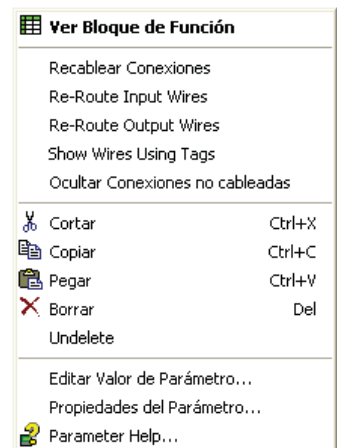 Ver Bloque de Función
Recablear Conexiones
Re-Route Input Wires
Re-Route Output Wires
Show Wires Using Tags
Ocultar Conexiones no cableadas
Cortar Ctrl+X
Copiar Ctrl+C
Pegar Ctrl+V
Borrar Del
Undelete
Editar Valor de Parámetro...
Propiedades del Parámetro...
Parameter Help...